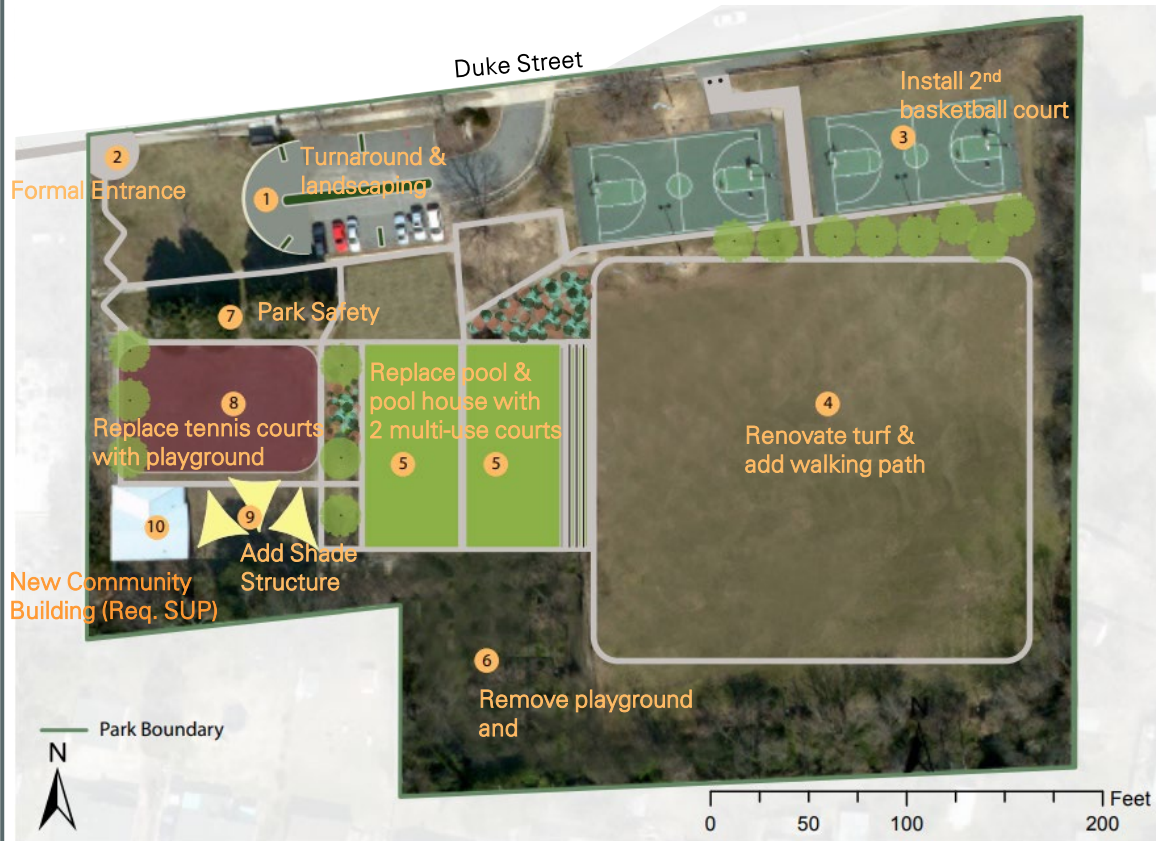 Duke Street
Install 2nd
basketball court
3
2
Formal Entrance
Turnaround &
landscaping
1
7
Park Safety
8
Replace tennis courts
with playground
Replace pool &
pool house with
2 multi-use courts
5
5
4
Renovate turf &
add walking path
10
9
Add Shade
Structure
New Community
Building (Req. SUP)
6
Remove playground
and
N
Park Boundary
N
Feet
0 50 100 200